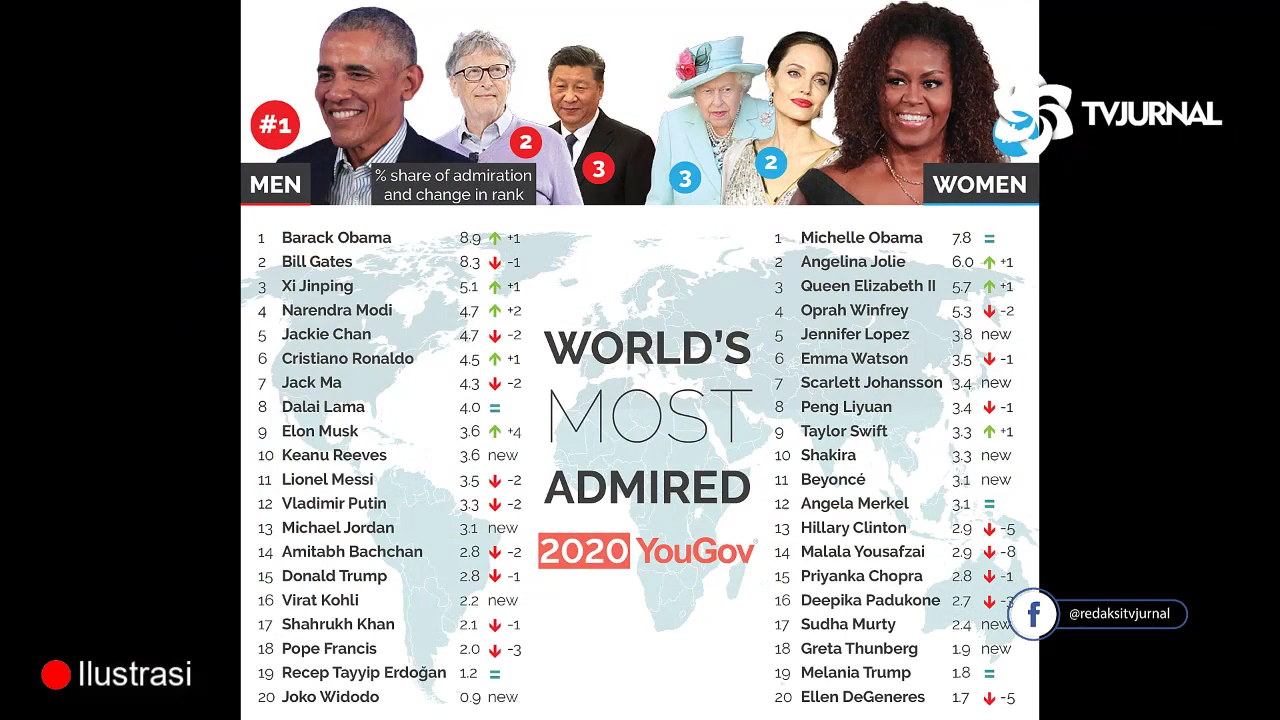 #1
2
3
3
2
TVJURNAL
MEN
% share of admiration
and change in rank
WOMEN
1 Barack Obama 8.9 +1
2 Bill Gates 8.3 -1
3 Xi Jinping 5.1 +1
4 Narendra Modi 4.7 +2
5 Jackie Chan 4.7 -2
6 Cristiano Ronaldo 4.5 +1
7 Jack Ma 4.3 -2
8 Dalai Lama 4.0 =
9 Elon Musk 3.6 +4
10 Keanu Reeves 3.6 new
11 Lionel Messi 3.5 -2
12 Vladimir Putin 3.3 -2
13 Michael Jordan 3.1 new
14 Amitabh Bachchan 2.8 -2
15 Donald Trump 2.8 -1
16 Virat Kohli 2.2 new
17 Shahrukh Khan 2.1 -1
18 Pope Francis 2.0 -3
19 Recep Tayyip Erdoğan 1.2 =
20 Joko Widodo 0.9 new
WORLD'S
MOST
ADMIRED
2020 YouGov
1 Michelle Obama 7.8 =
2 Angelina Jolie 6.0 +1
3 Queen Elizabeth II 5.7 +1
4 Oprah Winfrey 5.3 -2
5 Jennifer Lopez 3.8 new
6 Emma Watson 3.5 -1
7 Scarlett Johansson 3.4 new
8 Peng Liyuan 3.4 -1
9 Taylor Swift 3.3 +1
10 Shakira 3.3 new
11 Beyoncé 3.1 new
12 Angela Merkel 3.1 =
13 Hillary Clinton 2.9 -5
14 Malala Yousafzai 2.9 -8
15 Priyanka Chopra 2.8 -1
16 Deepika Padukone 2.7 -3
17 Sudha Murty 2.4 new
18 Greta Thunberg 1.9 new
19 Melania Trump 1.8 =
20 Ellen DeGeneres 1.7 -5
f @redaksitvjurnal
Ilustrasi